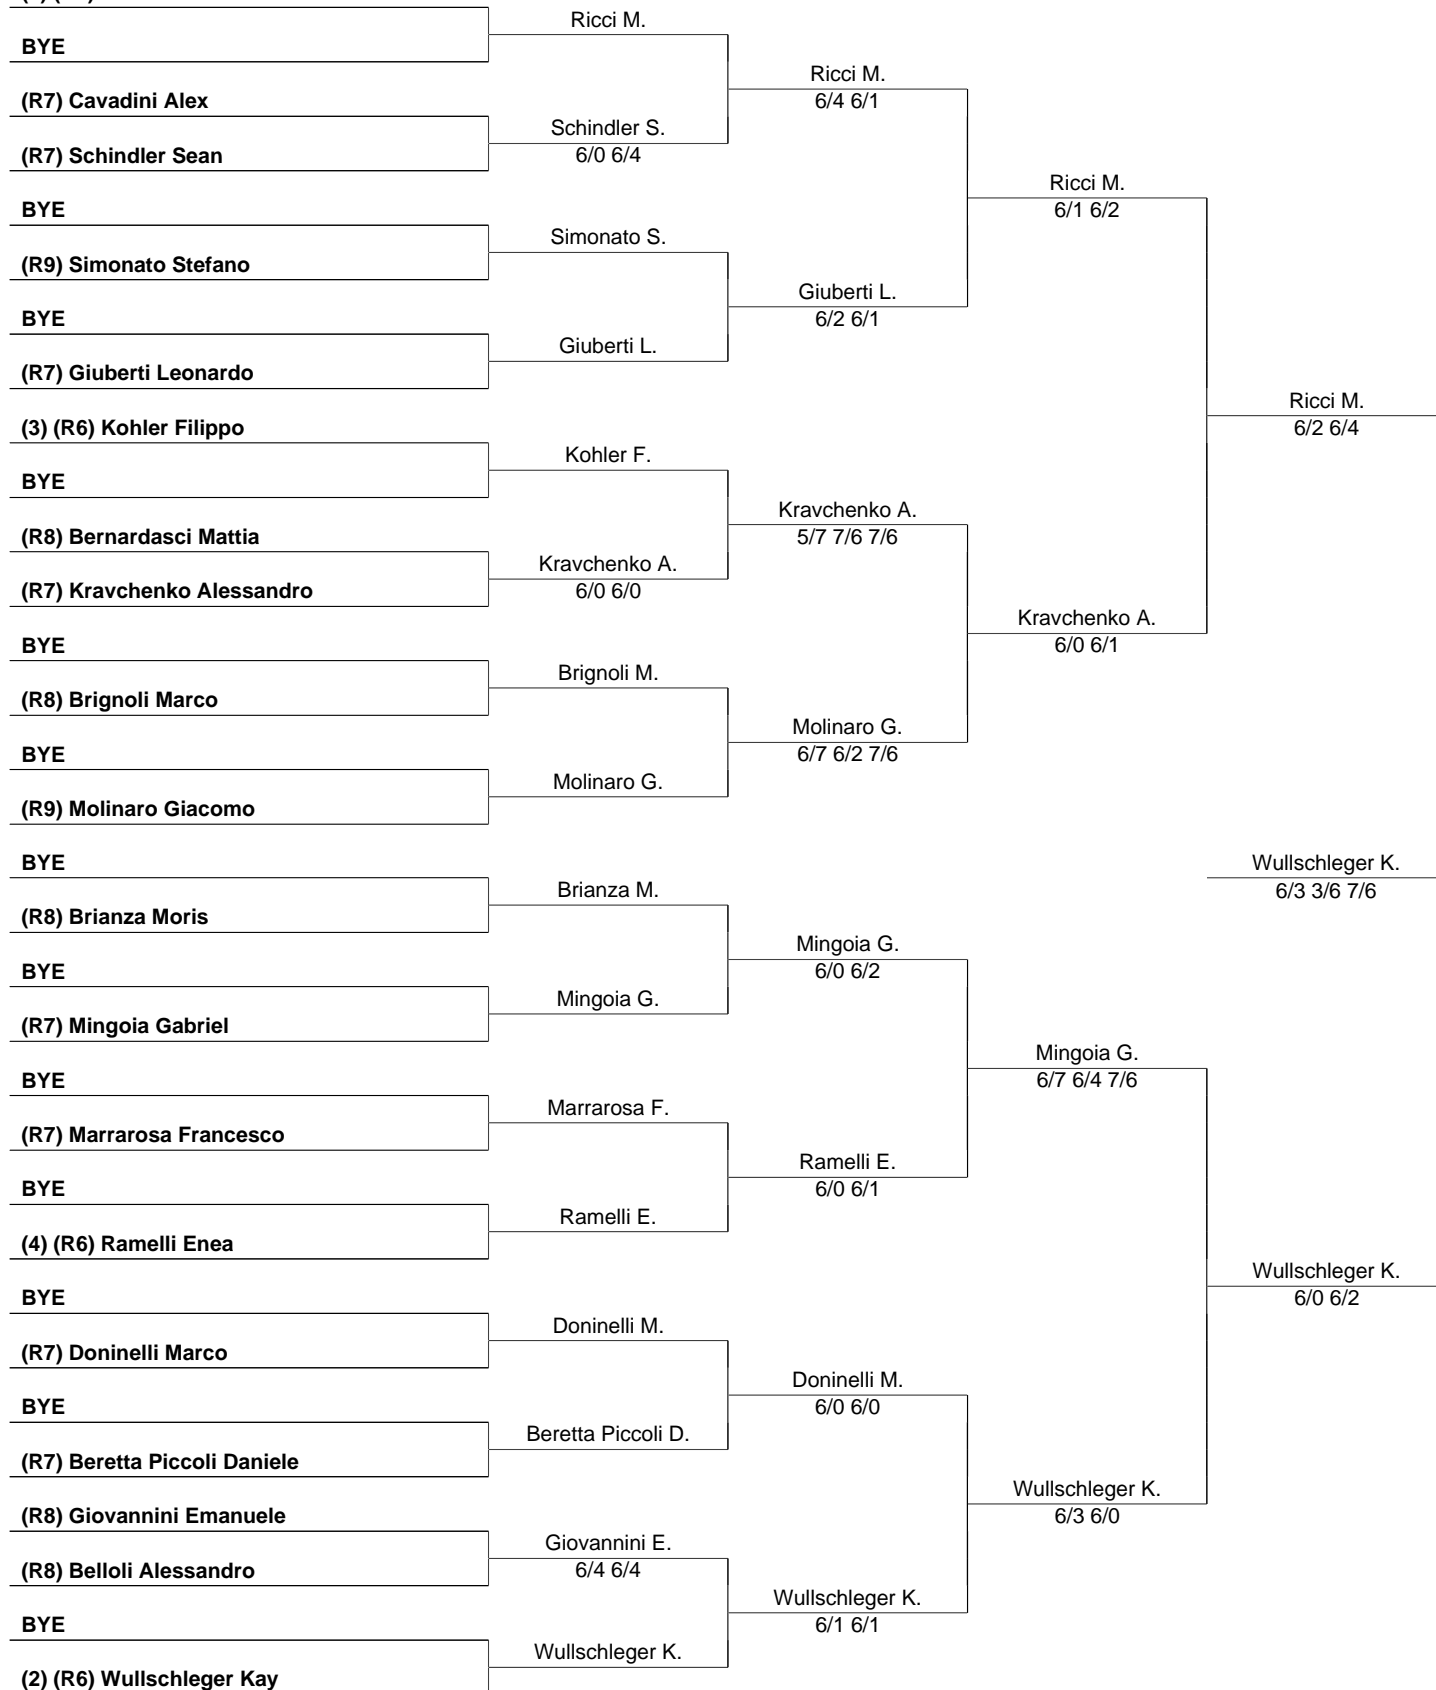 Ricci M.
BYE
Ricci M.
(R7) Cavadini Alex
6/4 6/1
Schindler S.
(R7) Schindler Sean
6/0 6/4
Ricci M.
BYE
6/1 6/2
Simonato S.
(R9) Simonato Stefano
Giuberti L.
BYE
6/2 6/1
Giuberti L.
(R7) Giuberti Leonardo
Ricci M.
(3) (R6) Kohler Filippo
6/2 6/4
Kohler F.
BYE
Kravchenko A.
(R8) Bernardasci Mattia
5/7 7/6 7/6
Kravchenko A.
(R7) Kravchenko Alessandro
6/0 6/0
Kravchenko A.
BYE
6/0 6/1
Brignoli M.
(R8) Brignoli Marco
Molinaro G.
BYE
6/7 6/2 7/6
Molinaro G.
(R9) Molinaro Giacomo
BYE
Wullschleger K.
6/3 3/6 7/6
Brianza M.
(R8) Brianza Moris
Mingoia G.
BYE
6/0 6/2
Mingoia G.
(R7) Mingoia Gabriel
Mingoia G.
BYE
6/7 6/4 7/6
Marrarosa F.
(R7) Marrarosa Francesco
Ramelli E.
BYE
6/0 6/1
Ramelli E.
(4) (R6) Ramelli Enea
Wullschleger K.
BYE
6/0 6/2
Doninelli M.
(R7) Doninelli Marco
Doninelli M.
BYE
6/0 6/0
Beretta Piccoli D.
(R7) Beretta Piccoli Daniele
Wullschleger K.
(R8) Giovannini Emanuele
6/3 6/0
Giovannini E.
(R8) Belloli Alessandro
6/4 6/4
Wullschleger K.
BYE
6/1 6/1
Wullschleger K.
(2) (R6) Wullschleger Kay